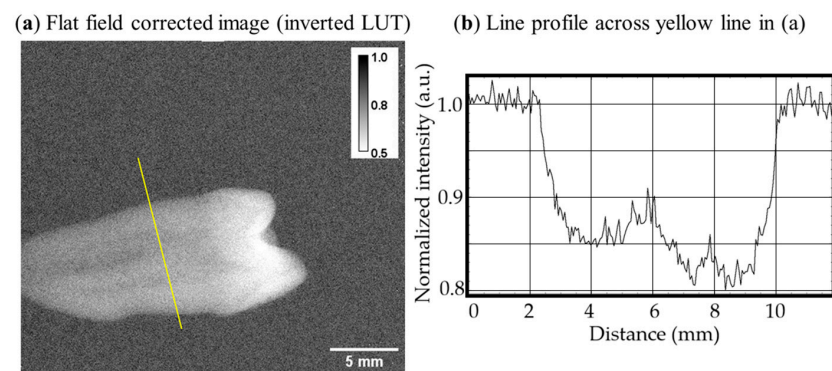 (a) Flat field corrected image (inverted LUT)
1.0
0.8
0.5
5 mm
(b) Line profile across yellow line in (a)
Normalized intensity (a.u.)
1.0
0.9
0.8
0 2 4 6 8 10
Distance (mm)